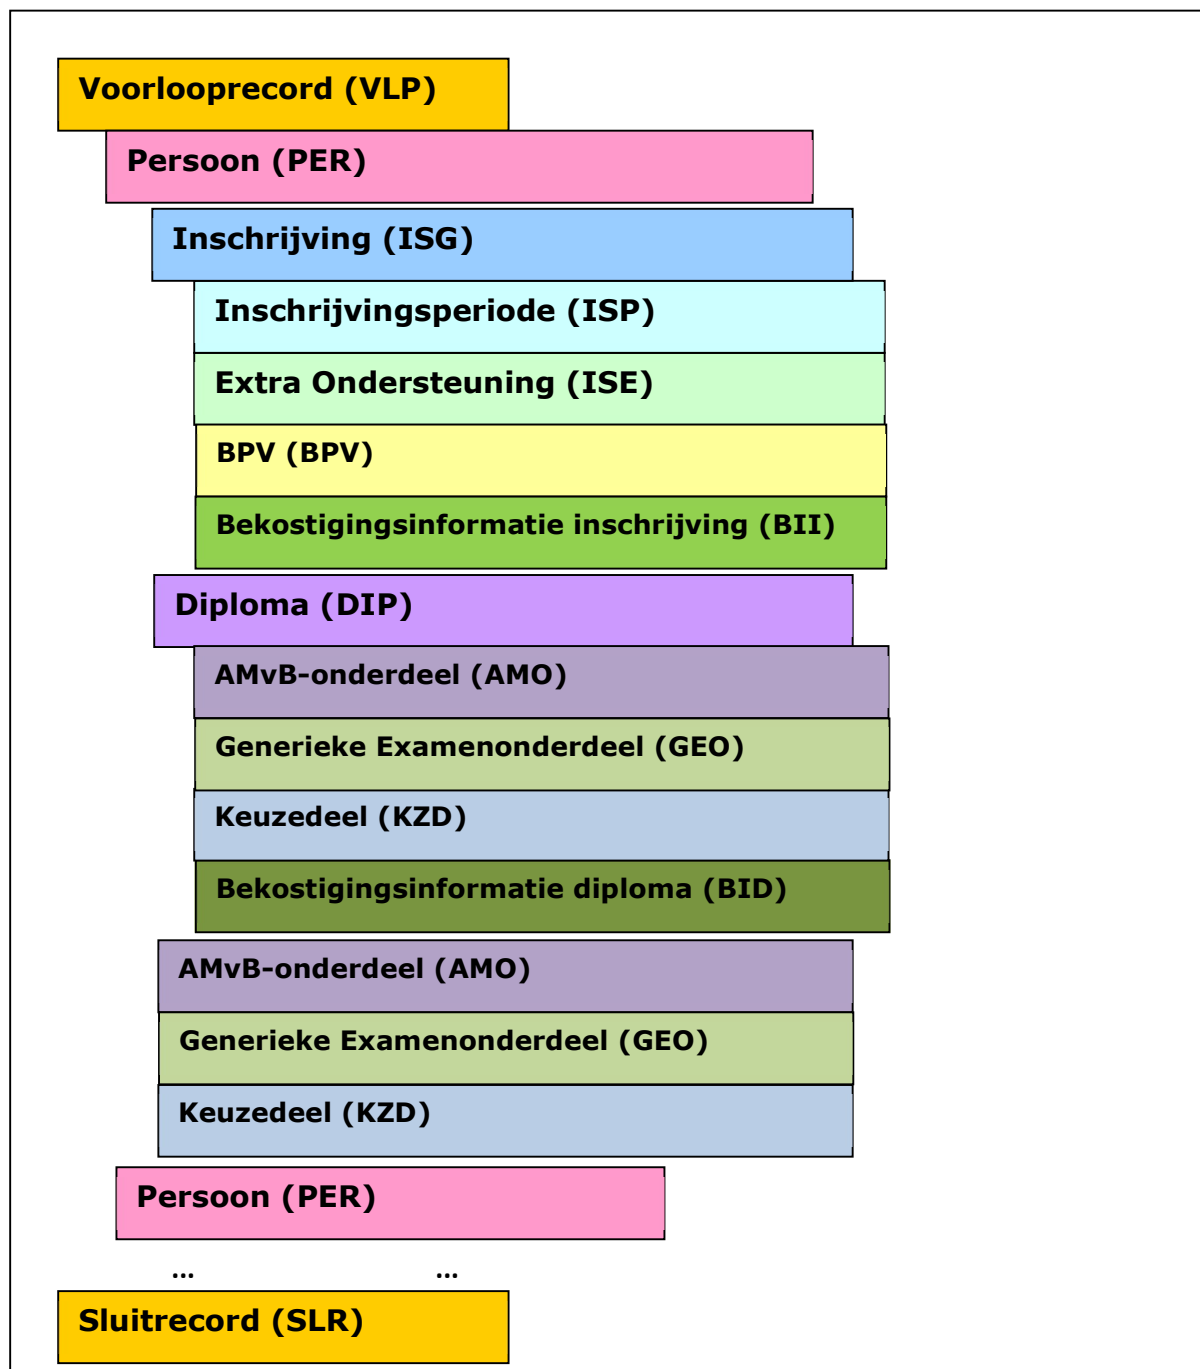 Voorlooprecord (VLP)
Persoon (PER)
Inschrijving (ISG)
Inschrijvingsperiode (ISP)
Extra Ondersteuning (ISE)
BPV (BPV)
Bekostigingsinformatie inschrijving (BII)
Diploma (DIP)
AMvB-onderdeel (AMO)
Generieke Examenonderdeel (GEO)
Keuzedeel (KZD)
Bekostigingsinformatie diploma (BID)
AMvB-onderdeel (AMO)
Generieke Examenonderdeel (GEO)
Keuzedeel (KZD)
Persoon (PER)
... ...
Sluitrecord (SLR)